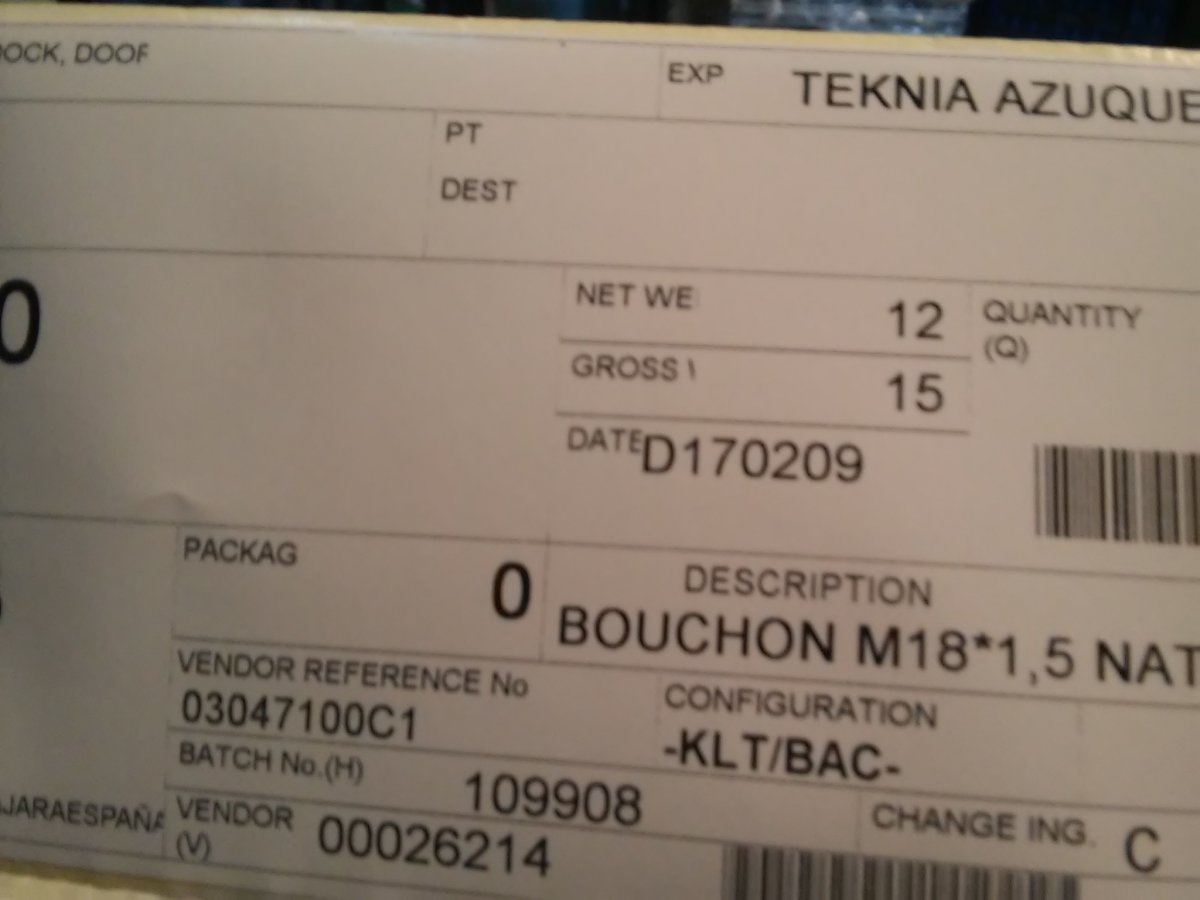 DOCK, DOOF
EXP TEKNIA AZUQUE
PT
DEST
0
NET WE 12
QUANTITY
(Q)
GROSS 15
DATE D170209
PACKAG 0
DESCRIPTION
BOUCHON M18*1,5 NAT
VENDOR REFERENCE No
03047100C1
CONFIGURATION
-KLT/BAC-
BATCH No.(H) 109908
JARAESPAÑA
VENDOR 00026214
(V)
CHANGE ING. C